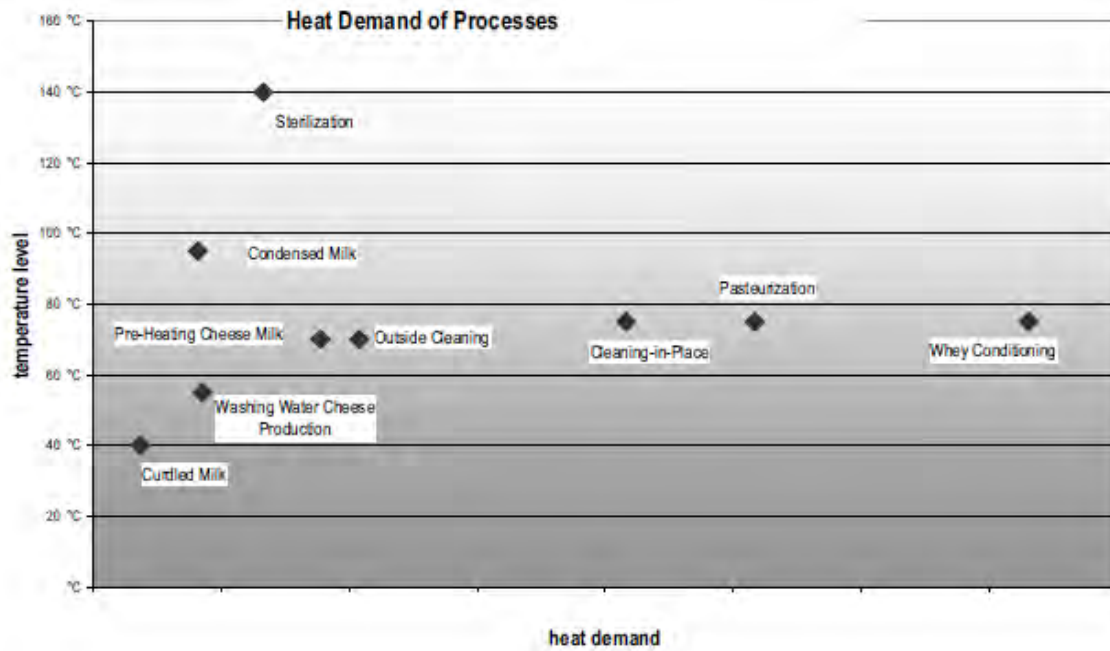 Heat Demand of Processes
160 °C
140 °C
120 °C
100 °C
80 °C
60 °C
40 °C
20 °C
°C
temperature level
Sterilization
Condensed Milk
Pasteurization
Pre-Heating Cheese Milk
Outside Cleaning
Cleaning-in-Place
Whey Conditioning
Washing Water Cheese
Production
Curdled Milk
heat demand